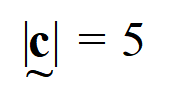 |c̰| = 5